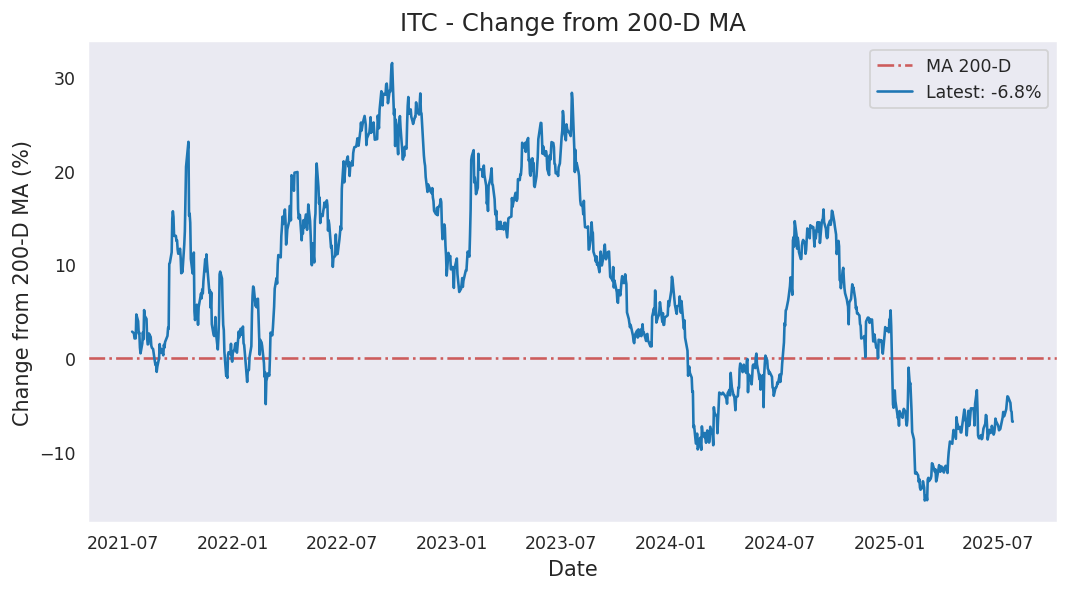 ITC - Change from 200-D MA
MA 200-D
Latest: -6.8%
Change from 200-D MA (%)
30
20
10
0
−10
2021-07
2022-01
2022-07
2023-01
2023-07
2024-01
2024-07
2025-01
2025-07
Date